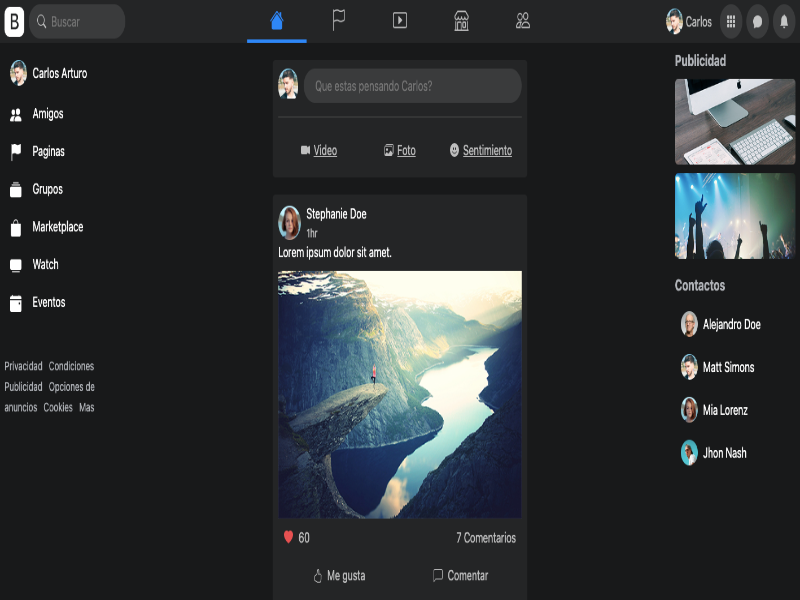 B
Buscar
Carlos
Carlos Arturo
Amigos
Paginas
Grupos
Marketplace
Watch
Eventos
Privacidad Condiciones
Publicidad Opciones de
anuncios Cookies Mas
Que estas pensando Carlos?
Video
Foto
Sentimiento
Stephanie Doe
1hr
Lorem ipsum dolor sit amet.
60
7 Comentarios
Me gusta
Comentar
Publicidad
Contactos
Alejandro Doe
Matt Simons
Mia Lorenz
Jhon Nash